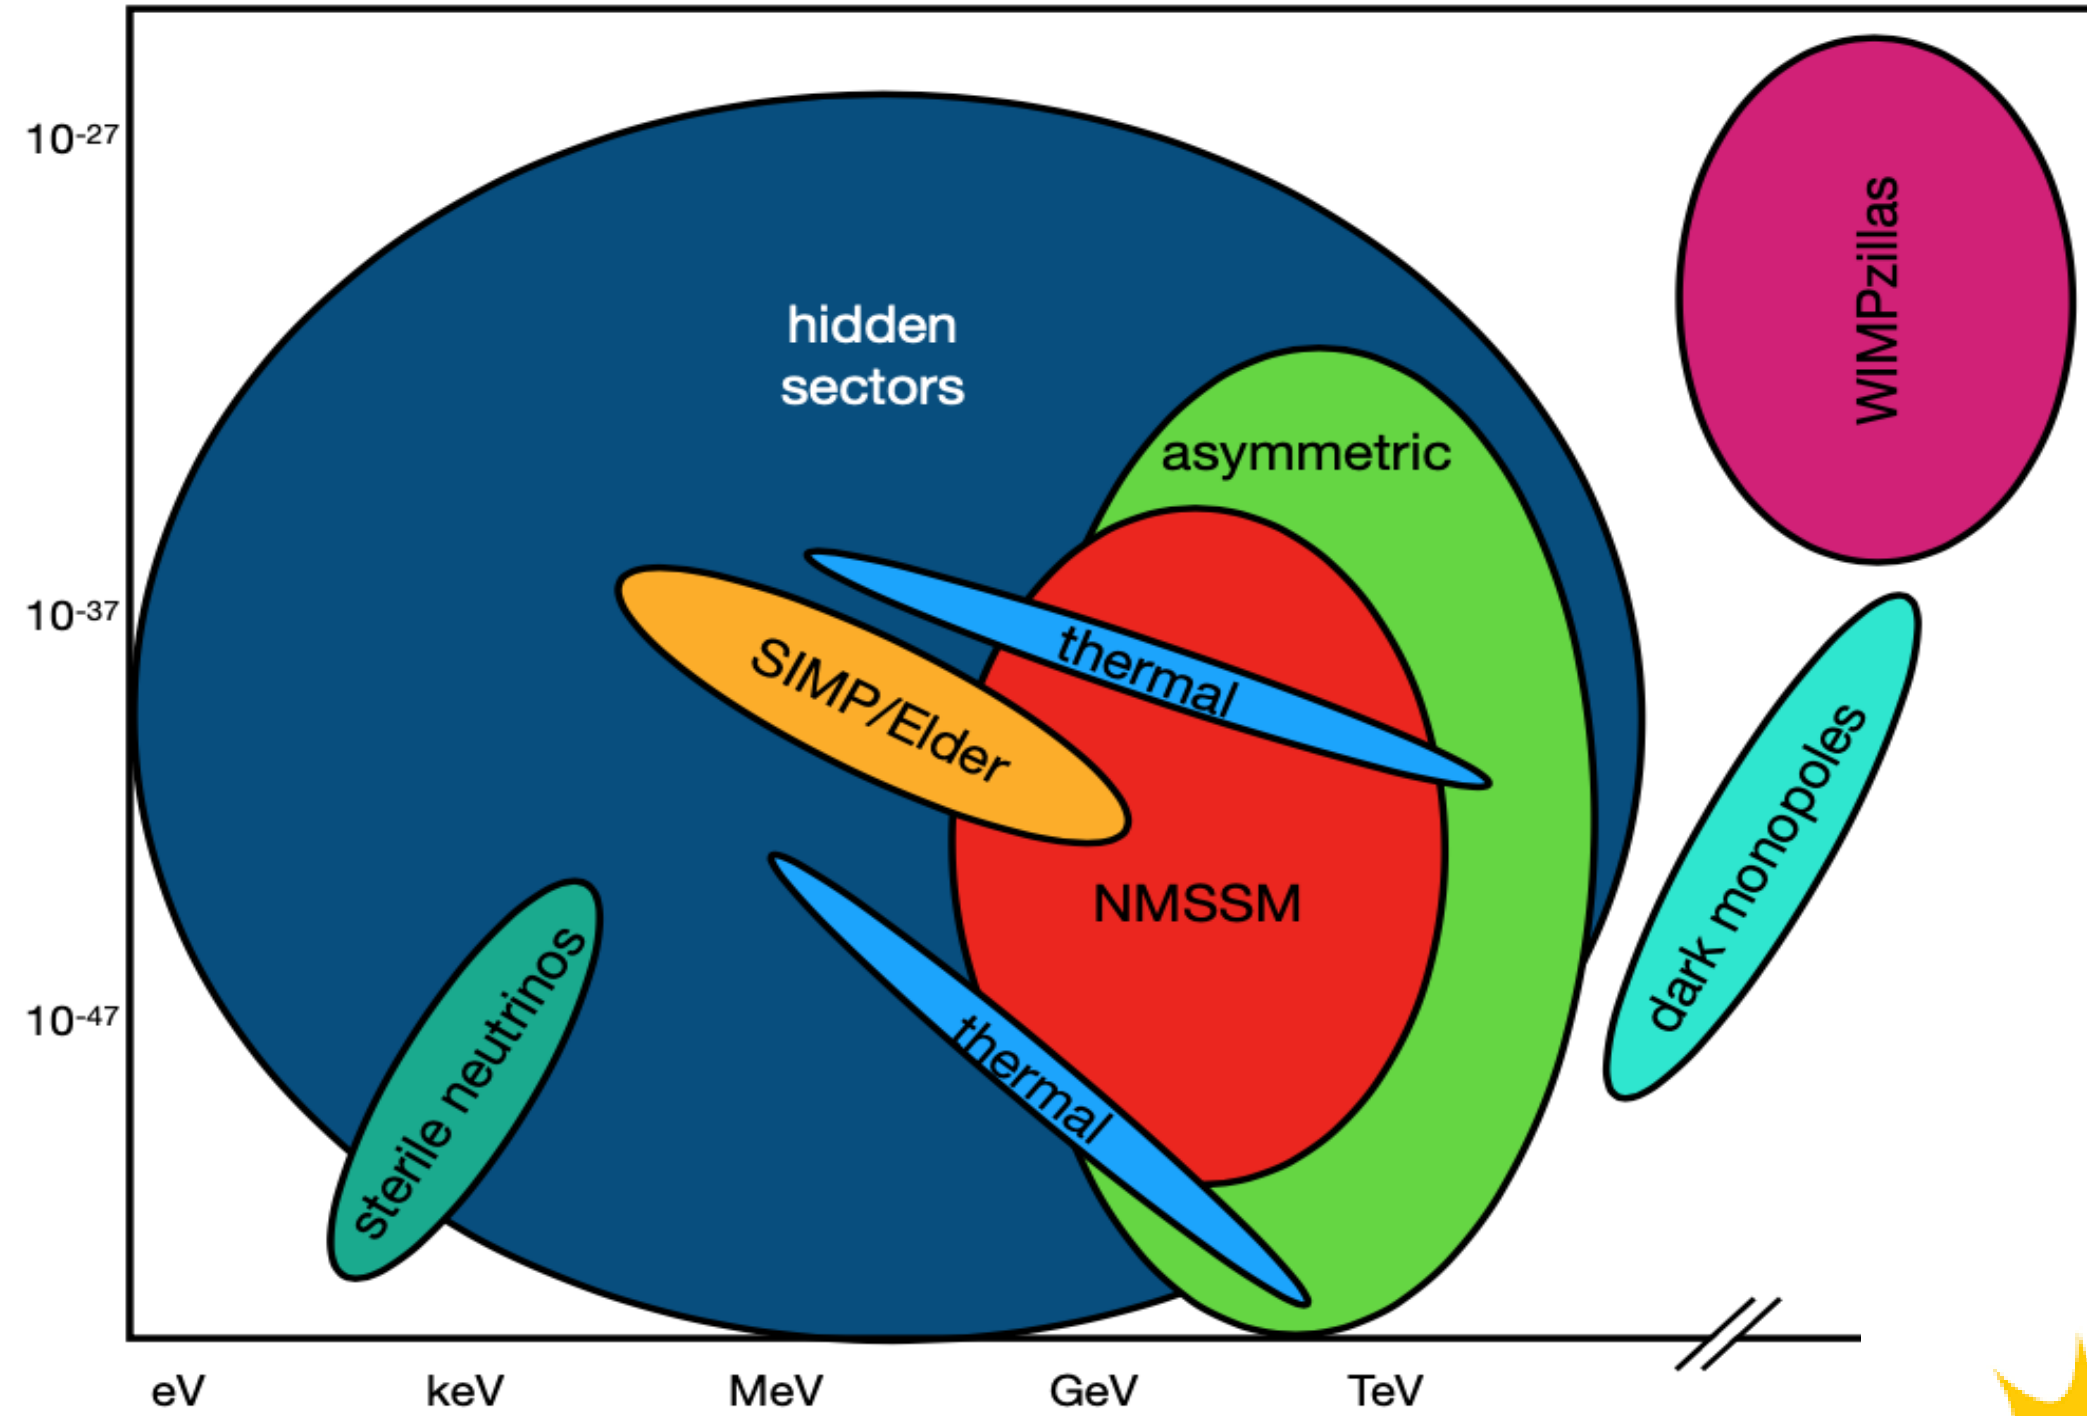 10-27
WIMPzillas
hidden
sectors
asymmetric
10-37
thermal
SIMP/Elder
dark monopoles
NMSSM
sterile neutrinos
10-47
thermal
eV
keV
MeV
GeV
TeV